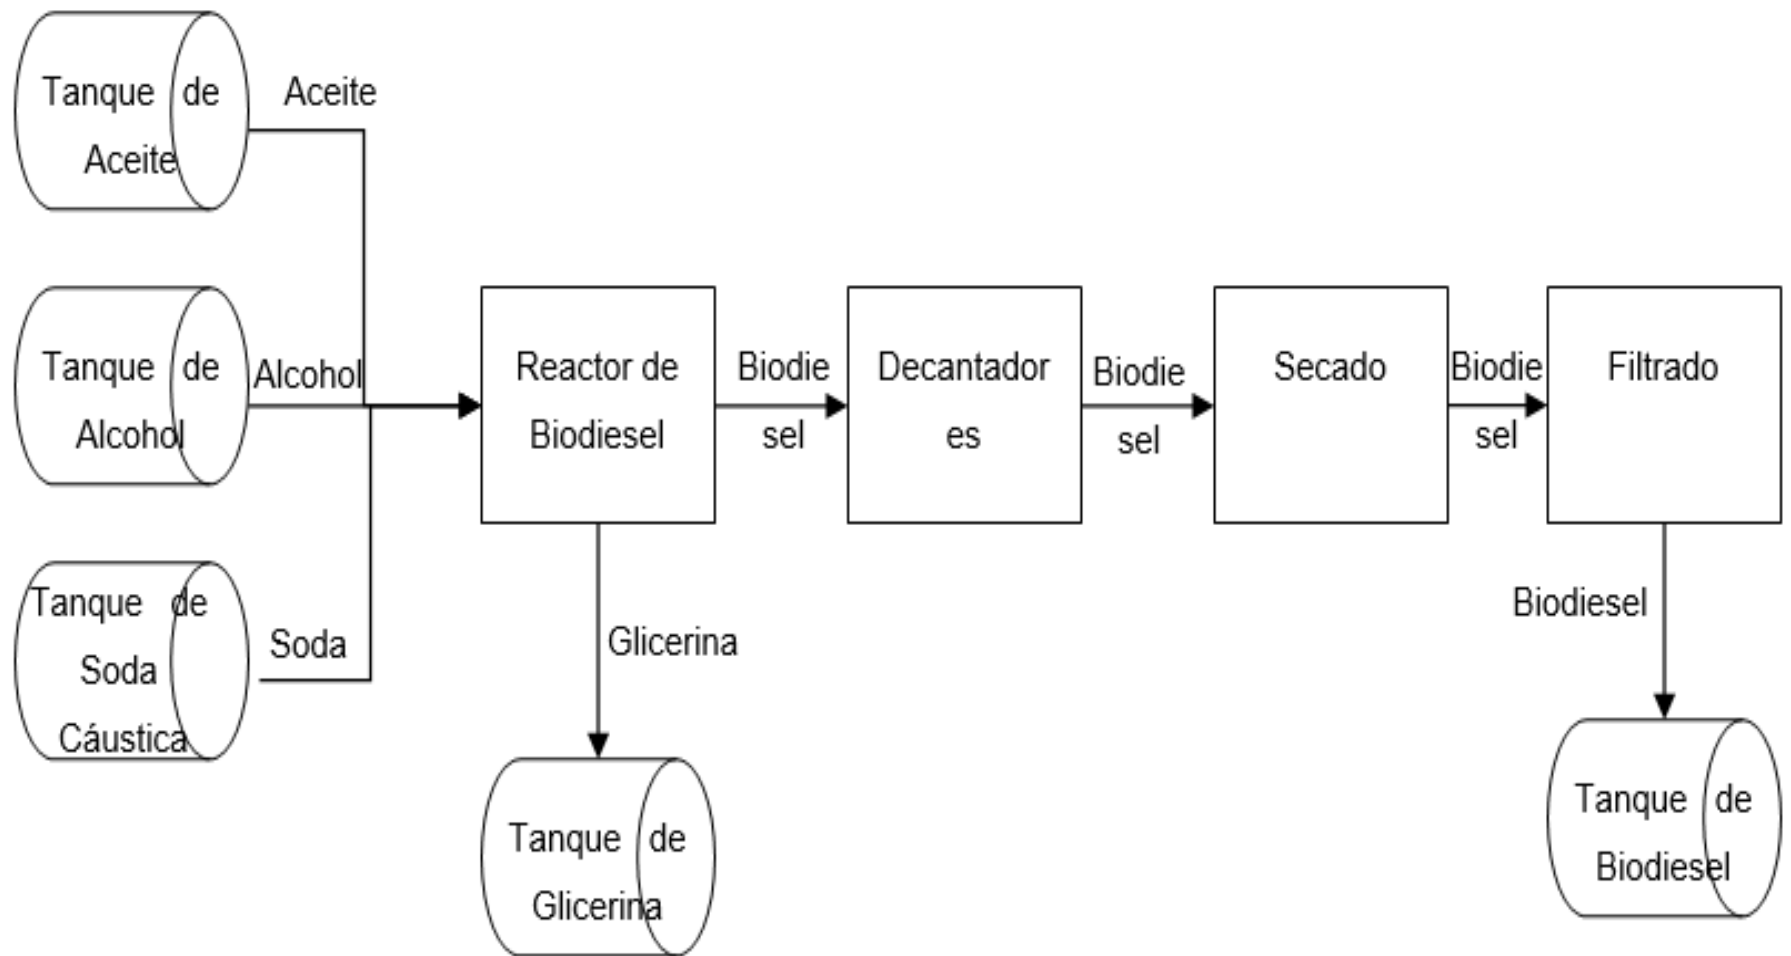 Tanque de
Aceite
Aceite
Tanque de
Alcohol
Alcohol
Tanque de
Soda
Cáustica
Soda
Reactor de
Biodiesel
Biodie
sel
Decantador
es
Biodie
sel
Secado
Biodie
sel
Filtrado
Glicerina
Tanque de
Glicerina
Biodiesel
Tanque de
Biodiesel